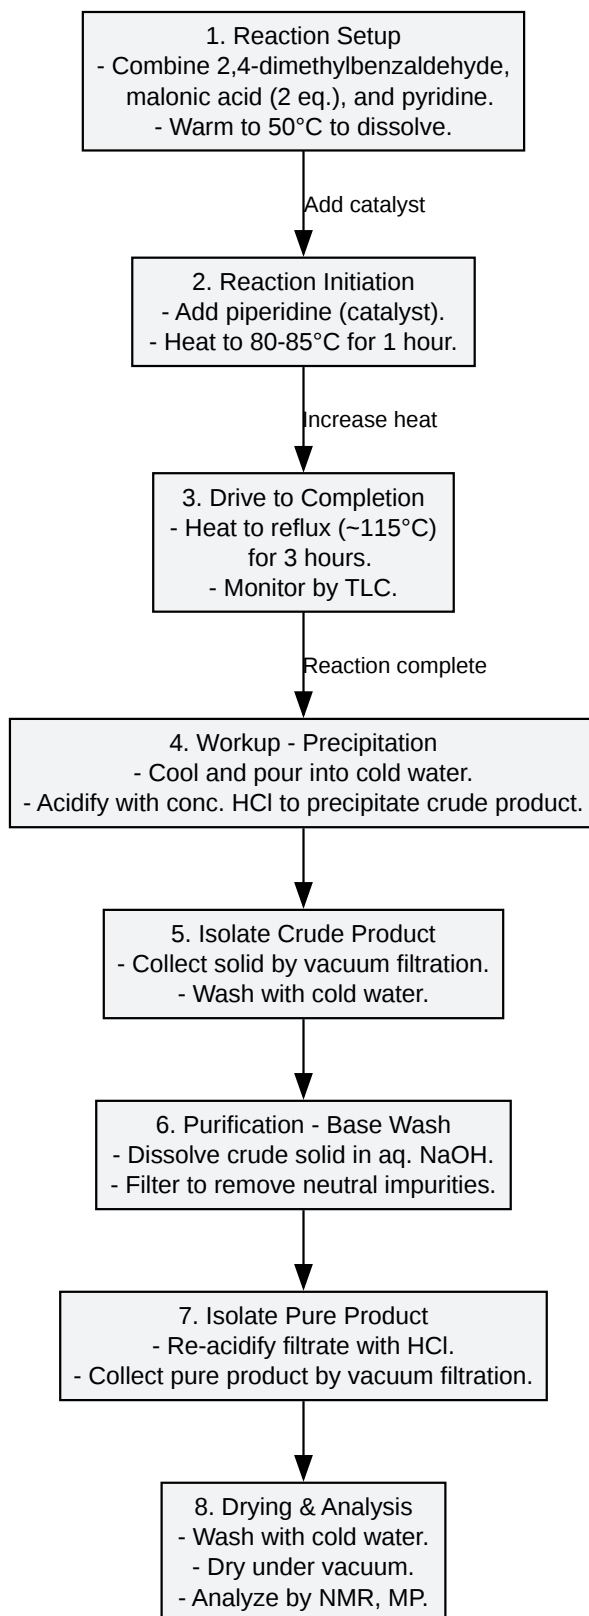 1. Reaction Setup
- Combine 2,4-dimethylbenzaldehyde,
malonic acid (2 eq.), and pyridine.
- Warm to 50°C to dissolve.
Add catalyst
2. Reaction Initiation
- Add piperidine (catalyst).
- Heat to 80-85°C for 1 hour.
Increase heat
3. Drive to Completion
- Heat to reflux (~115°C)
for 3 hours.
- Monitor by TLC.
Reaction complete
4. Workup - Precipitation
- Cool and pour into cold water.
- Acidify with conc. HCl to precipitate crude product.
5. Isolate Crude Product
- Collect solid by vacuum filtration.
- Wash with cold water.
6. Purification - Base Wash
- Dissolve crude solid in aq. NaOH.
- Filter to remove neutral impurities.
7. Isolate Pure Product
- Re-acidify filtrate with HCl.
- Collect pure product by vacuum filtration.
8. Drying & Analysis
- Wash with cold water.
- Dry under vacuum.
- Analyze by NMR, MP.